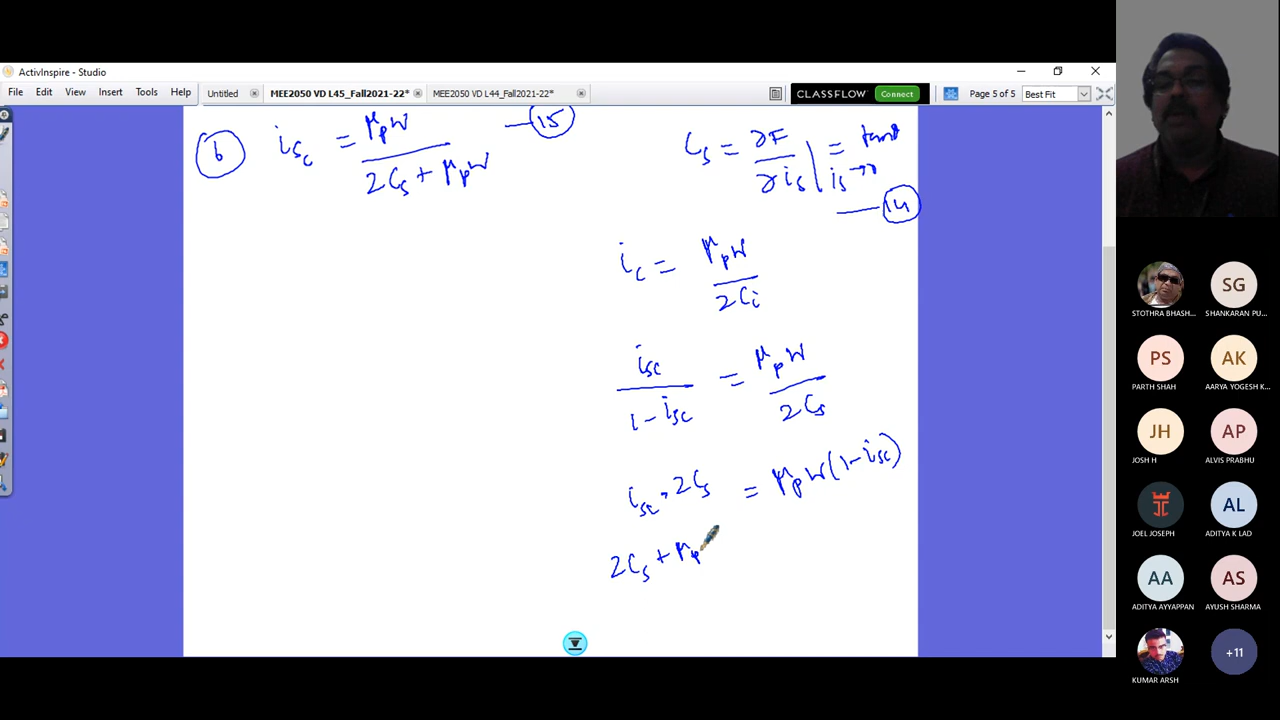 ActivInspire - Studio
File Edit View Insert Tools Help Untitled MEE2050 VD L45_Fall2021-22* MEE2050 VD L44_Fall2021-22* CLASSFLOW Connect Page 5 of 5 Best Fit
6 i_sc = μ_p W / (2C_s + μ_p W) — 15
C_s = ∂F/∂i_s | i_s→0 = tanθ
— 14
i_c = μ_p W / 2C_i
i_sc / (1 - i_sc) = μ_p W / 2C_s
i_sc · 2C_s = μ_p W (1 - i_sc)
2C_s + μ_p
STOTHRA BHASH... SG SHANKARAN PU...
PS PARTH SHAH AK AARYA YOGESH K...
JH JOSH H AP ALVIS PRABHU
JOEL JOSEPH AL ADITYA K LAD
AA ADITYA AYYAPPAN AS AYUSH SHARMA
KUMAR ARSH +11